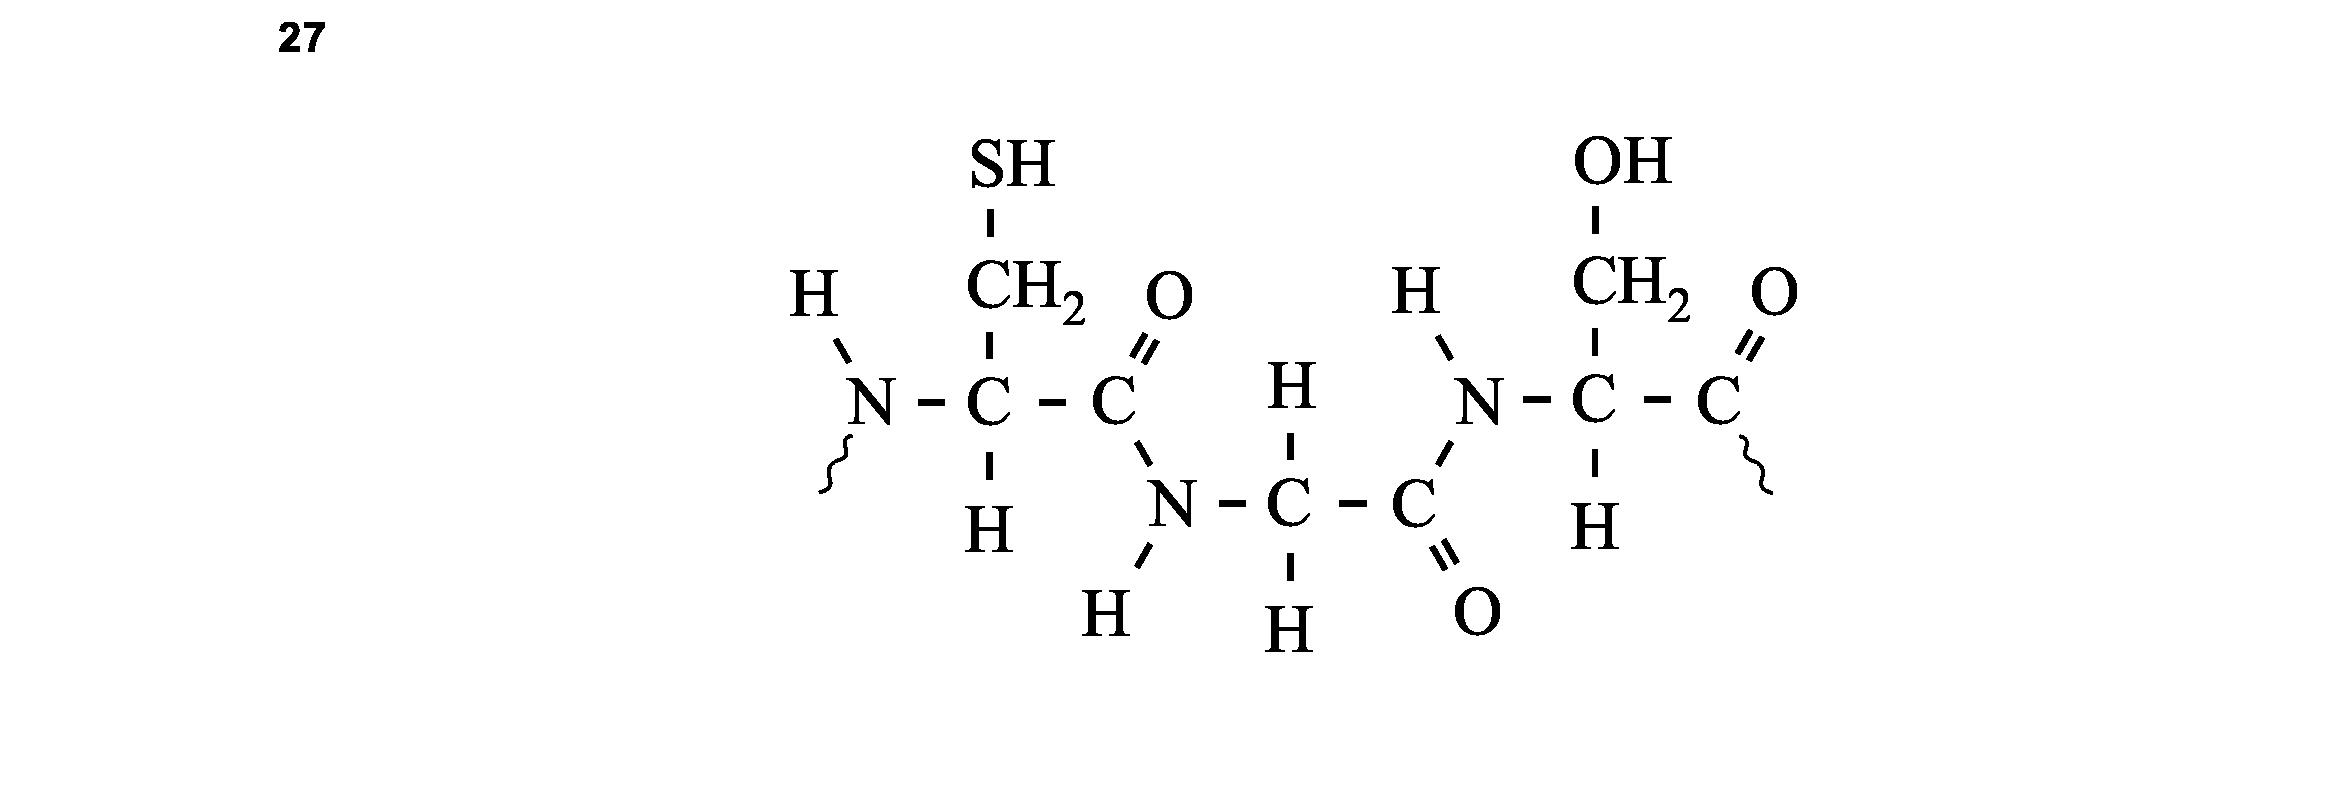 27
SH OH
H CH₂ O H CH₂ O
N - C - C H N - C - C
H N - C - C H
H H O